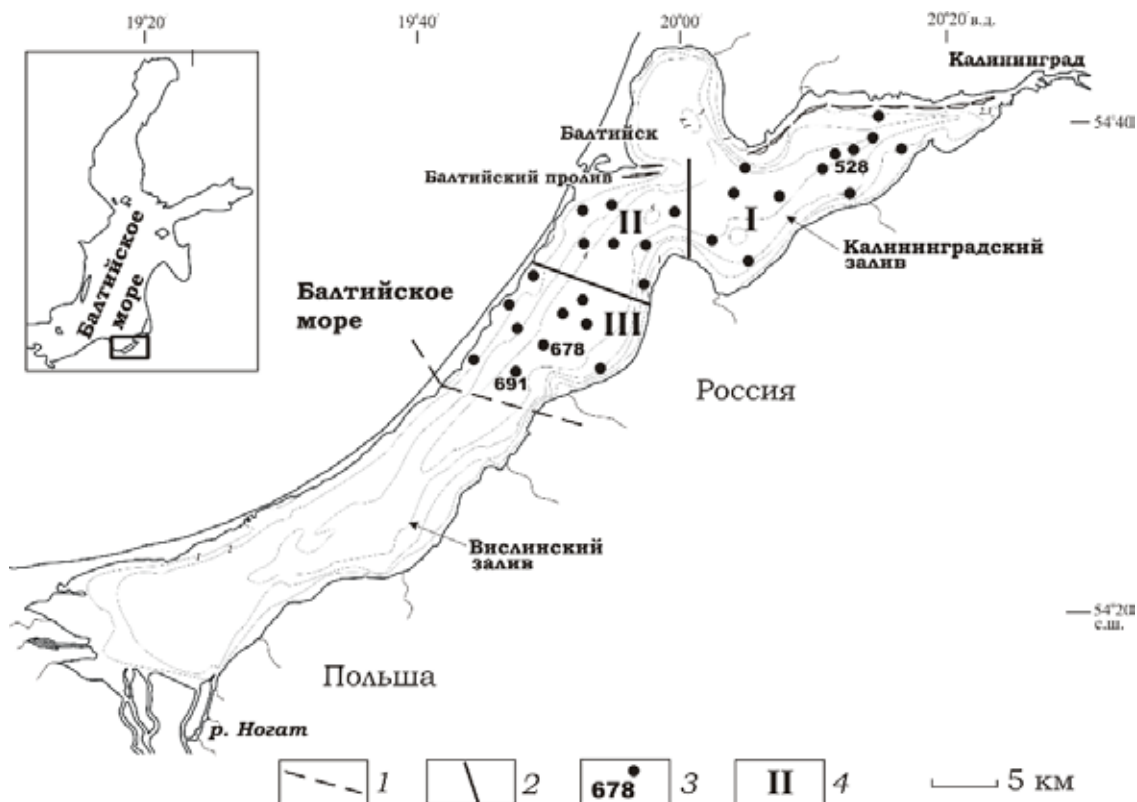 19°20'
19°40'
20°00'
20°20' в.д.
Калининград
54°40'
Балтийск
Балтийский пролив
528
II
I
Калининградский
залив
Балтийское
море
Балтийское
море
III
678
691
Россия
Вислинский
залив
54°20'
с.ш.
Польша
р. Ногат
1
2
678
3
II
4
5 км